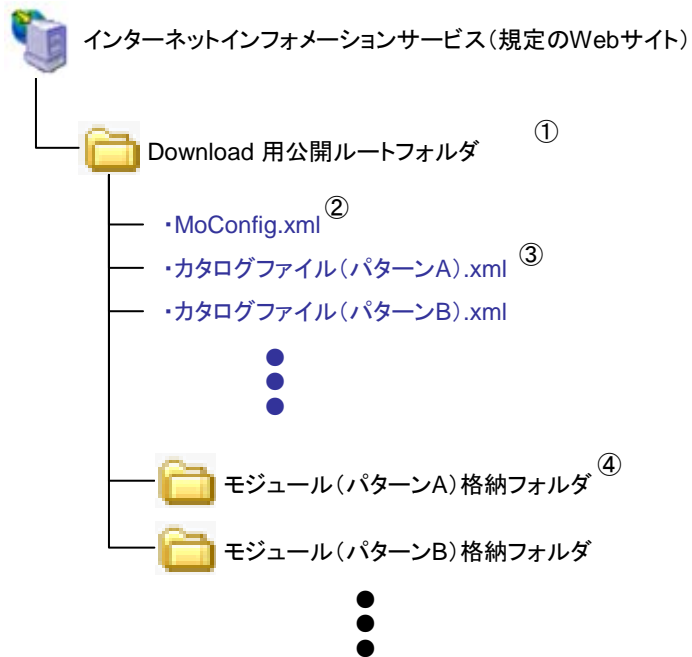 インターネットインフォメーションサービス(規定のWebサイト)
Download 用公開ルートフォルダ ①
・MoConfig.xml ②
・カタログファイル(パターンA).xml ③
・カタログファイル(パターンB).xml
モジュール(パターンA)格納フォルダ ④
モジュール(パターンB)格納フォルダ